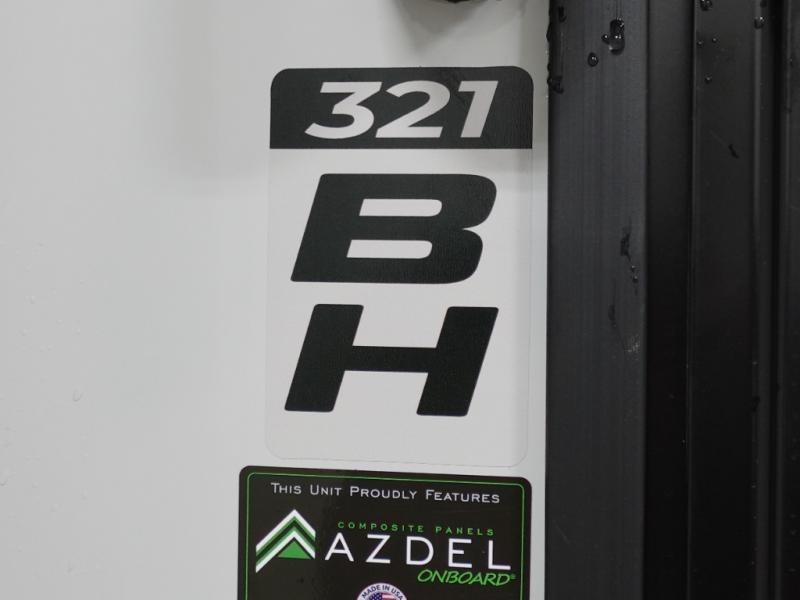 321
B
H
This Unit Proudly Features
COMPOSITE PANELS
AZDEL
ONBOARD®
MADE IN USA